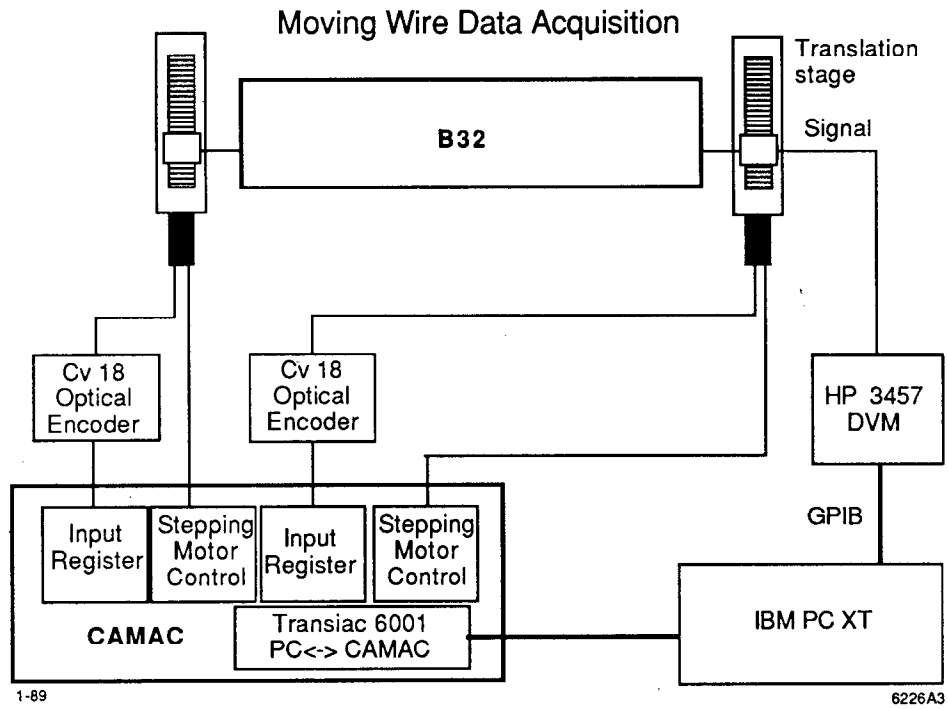 Moving Wire Data Acquisition
Translation
stage
B32
Signal
Cv 18
Optical
Encoder
Cv 18
Optical
Encoder
HP 3457
DVM
GPIB
Input
Register
Stepping
Motor
Control
Input
Register
Stepping
Motor
Control
CAMAC
Transiac 6001
PC<-> CAMAC
IBM PC XT
1-89
6226A3